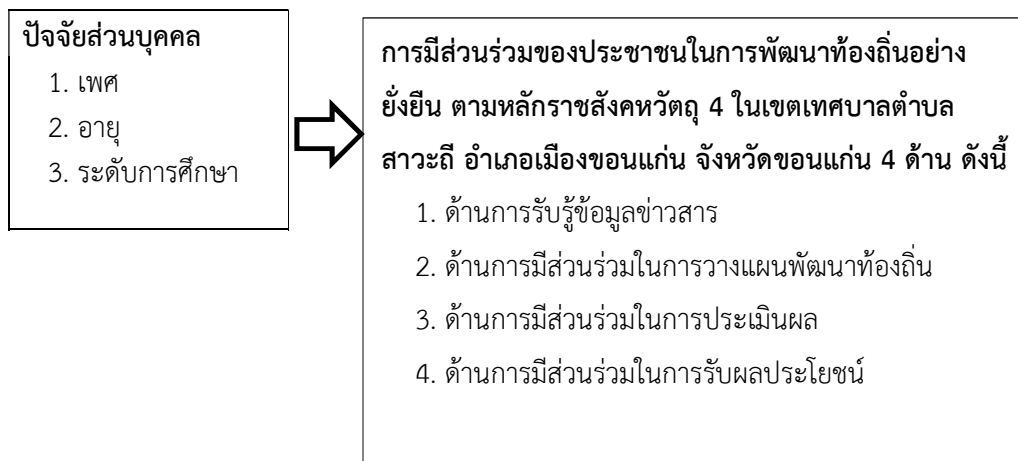 ปัจจัยส่วนบุคคล
1. เพศ
2. อายุ
3. ระดับการศึกษา
การมีส่วนร่วมของประชาชนในการพัฒนาท้องถิ่นอย่าง
ยั่งยืน ตามหลักราชสังคหวัตถุ 4 ในเขตเทศบาลตำบล
สาวะถี อำเภอเมืองขอนแก่น จังหวัดขอนแก่น 4 ด้าน ดังนี้
1. ด้านการรับรู้ข้อมูลข่าวสาร
2. ด้านการมีส่วนร่วมในการวางแผนพัฒนาท้องถิ่น
3. ด้านการมีส่วนร่วมในการประเมินผล
4. ด้านการมีส่วนร่วมในการรับผลประโยชน์